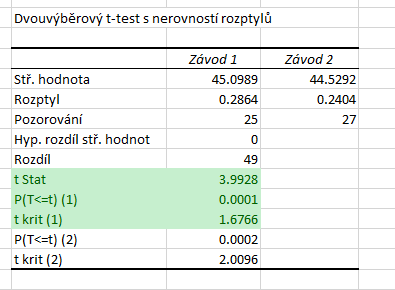 Dvouvýběrový t-test s nerovností rozptylů
Závod 1 Závod 2
Stř. hodnota 45.0989 44.5292
Rozptyl 0.2864 0.2404
Pozorování 25 27
Hyp. rozdíl stř. hodnot 0
Rozdíl 49
t Stat 3.9928
P(T<=t) (1) 0.0001
t krit (1) 1.6766
P(T<=t) (2) 0.0002
t krit (2) 2.0096